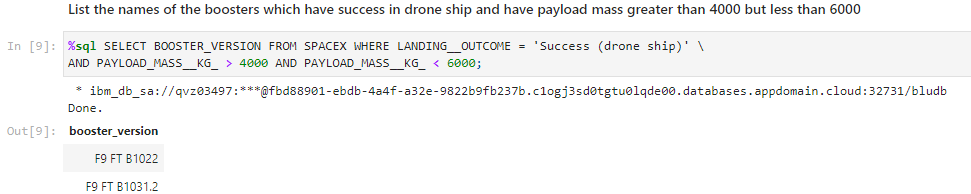 List the names of the boosters which have success in drone ship and have payload mass greater than 4000 but less than 6000
In [9]: %sql SELECT BOOSTER_VERSION FROM SPACEX WHERE LANDING__OUTCOME = 'Success (drone ship)' \
AND PAYLOAD_MASS__KG_ > 4000 AND PAYLOAD_MASS__KG_ < 6000;
* ibm_db_sa://qvz03497:***@fbd88901-ebdb-4a4f-a32e-9822b9fb237b.c1ogj3sd0tgtu0lqde00.databases.appdomain.cloud:32731/bludb
Done.
Out[9]: booster_version
F9 FT B1022
F9 FT B1031.2